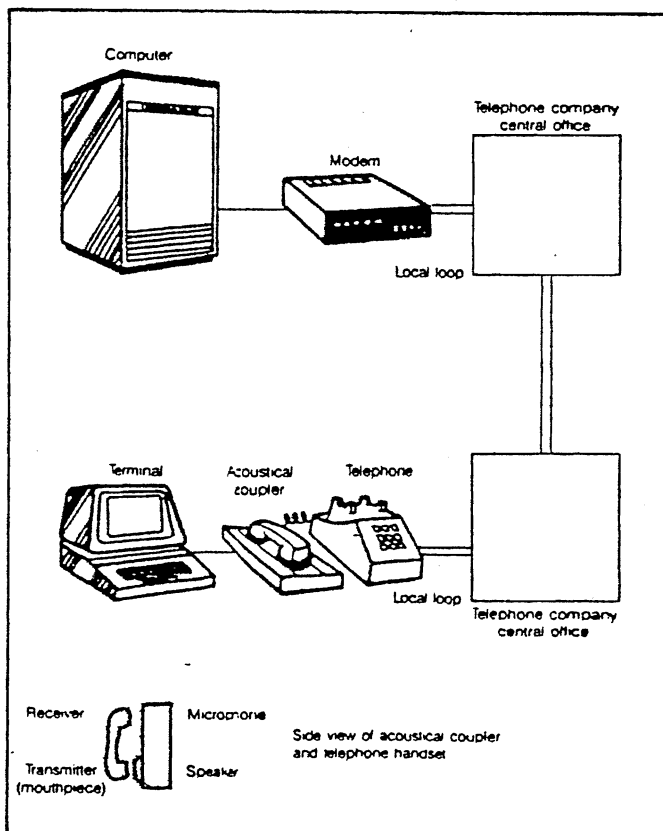 Computer
Telephone company
central office
Modem
Local loop
Terminal
Acoustical
coupler
Telephone
Local loop
Telephone company
central office
Receiver
Microphone
Side view of acoustical coupler
and telephone handset
Transmitter
(mouthpiece)
Speaker